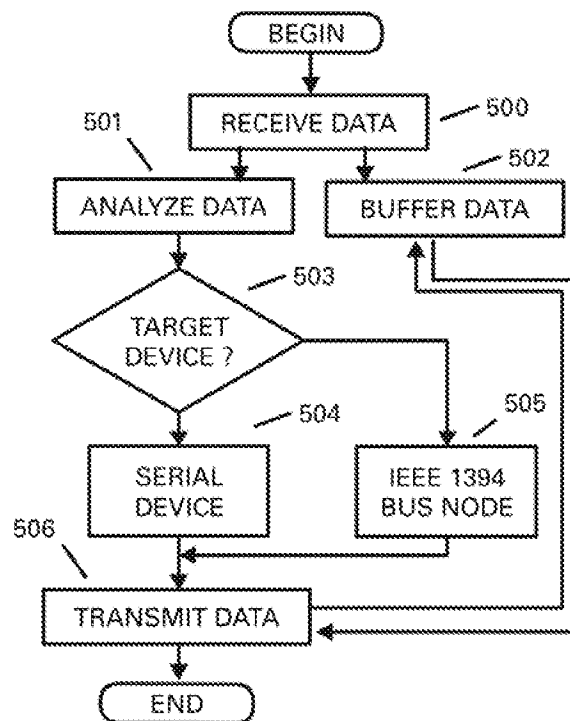 BEGIN
RECEIVE DATA
500
501
502
ANALYZE DATA
BUFFER DATA
503
TARGET
DEVICE ?
504
505
SERIAL
DEVICE
IEEE 1394
BUS NODE
506
TRANSMIT DATA
END